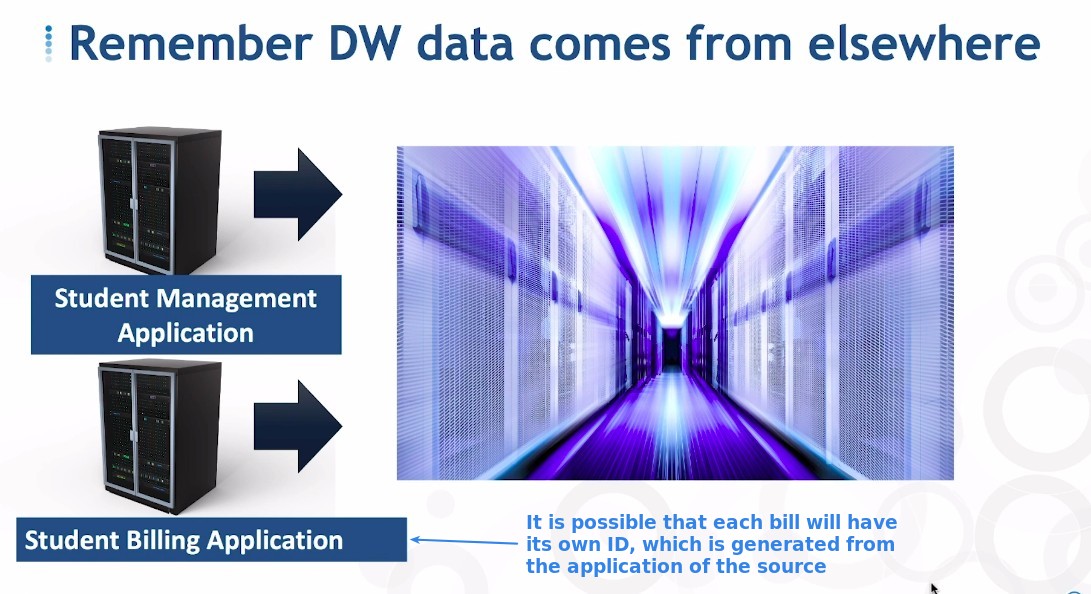 Remember DW data comes from elsewhere
Student Management
Application
Student Billing Application
It is possible that each bill will have
its own ID, which is generated from
the application of the source